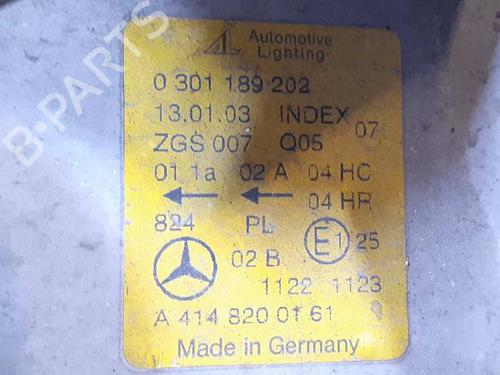 Automotive
Lighting
0 301 189 202
13.01.03 INDEX 07
ZGS 007 Q05
01 1a 02 A 04 HC
04 HR
824 PL
E1 25
02 B
1122 1123
A 414 820 01 61
Made in Germany
B-PARTS